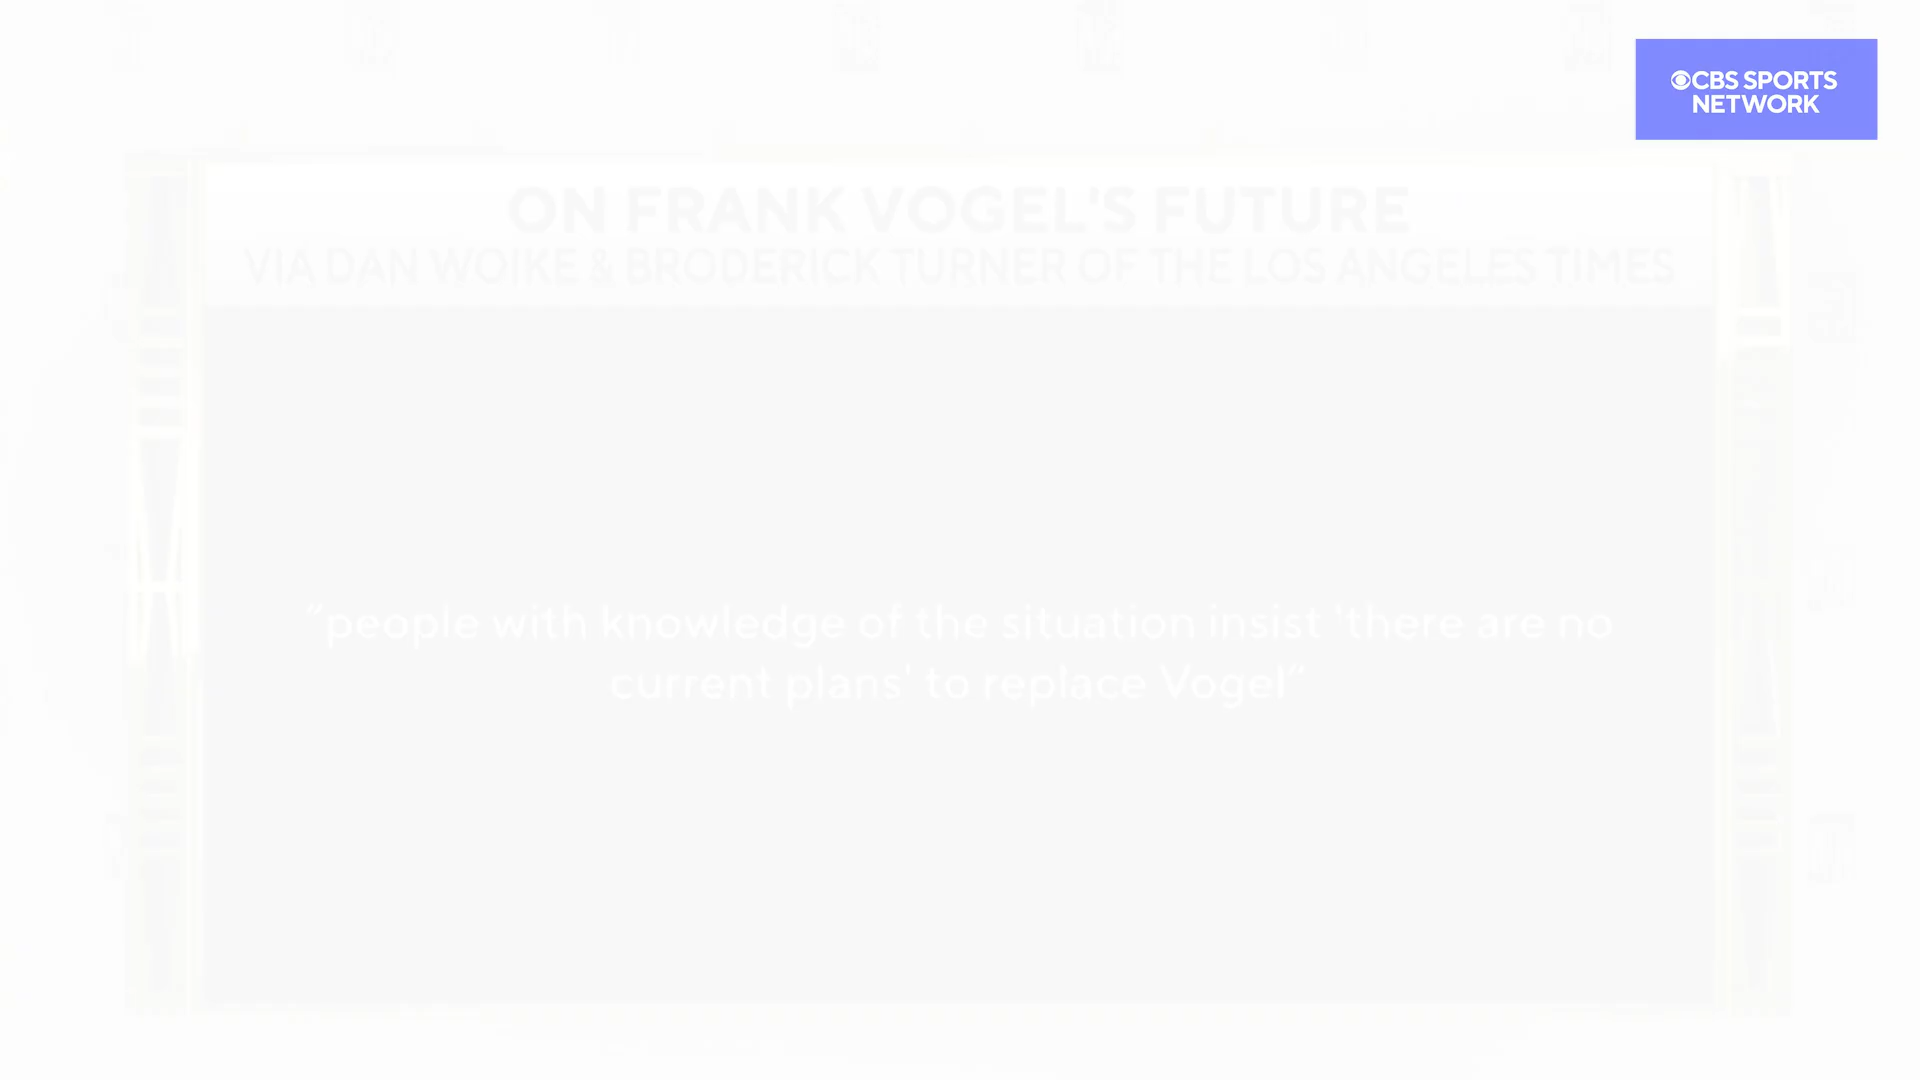 CBS SPORTS
NETWORK
ON FRANK VOGEL'S FUTURE
VIA DAN WOIKE & BRODERICK TURNER OF THE LOS ANGELES TIMES
“people with knowledge of the situation insist 'there are no
current plans' to replace Vogel”